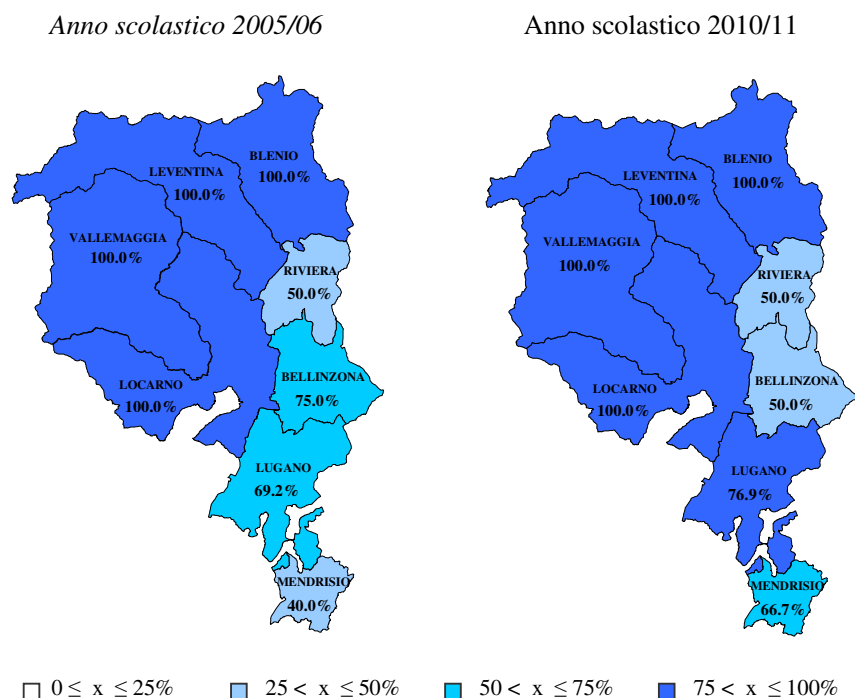 Anno scolastico 2005/06
BLENIO
100.0%
LEVENTINA
100.0%
VALLEMAGGIA
100.0%
RIVIERA
50.0%
LOCARNO
100.0%
BELLINZONA
75.0%
LUGANO
69.2%
MENDRISIO
40.0%
Anno scolastico 2010/11
BLENIO
100.0%
LEVENTINA
100.0%
VALLEMAGGIA
100.0%
RIVIERA
50.0%
LOCARNO
100.0%
BELLINZONA
50.0%
LUGANO
76.9%
MENDRISIO
66.7%
0 ≤ x ≤ 25% 25 < x ≤ 50% 50 < x ≤ 75% 75 < x ≤ 100%